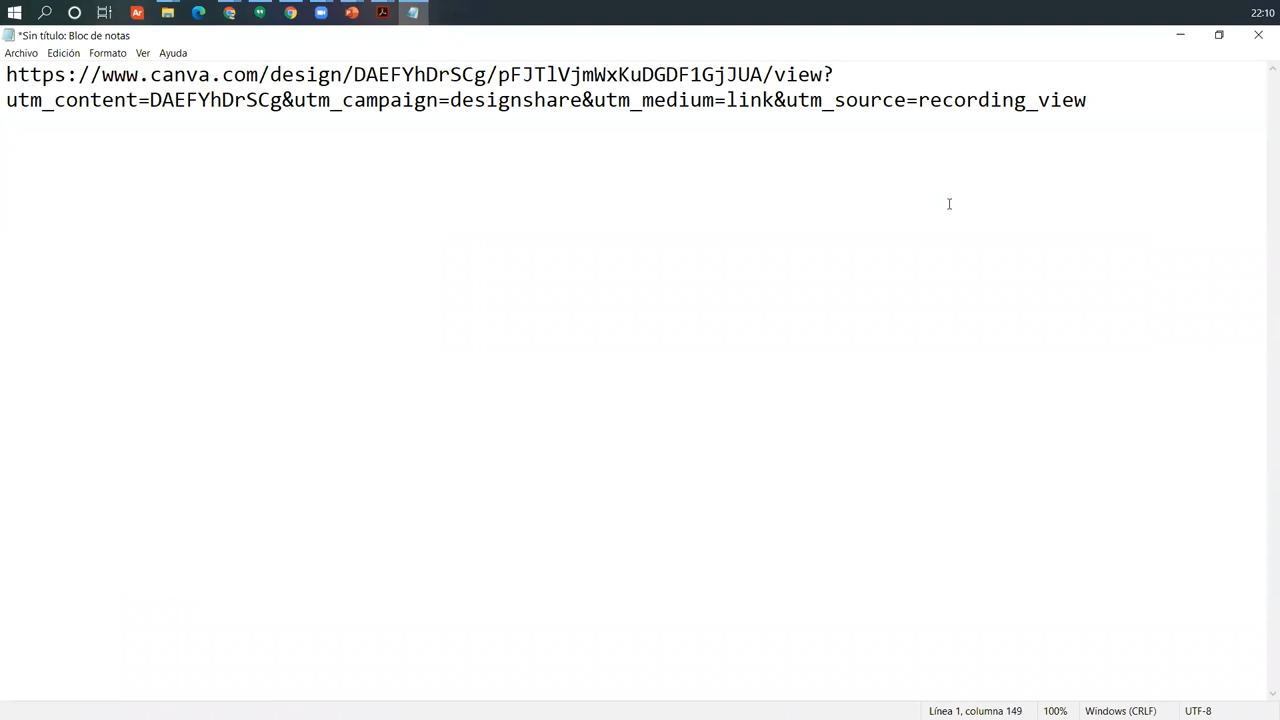 Ar
22:10
*Sin título: Bloc de notas
Archivo Edición Formato Ver Ayuda
https://www.canva.com/design/DAEFYhDrSCg/pFJTlVjmWxKuDGDF1GjJUA/view?
utm_content=DAEFYhDrSCg&utm_campaign=designshare&utm_medium=link&utm_source=recording_view
Línea 1, columna 149 100% Windows (CRLF) UTF-8